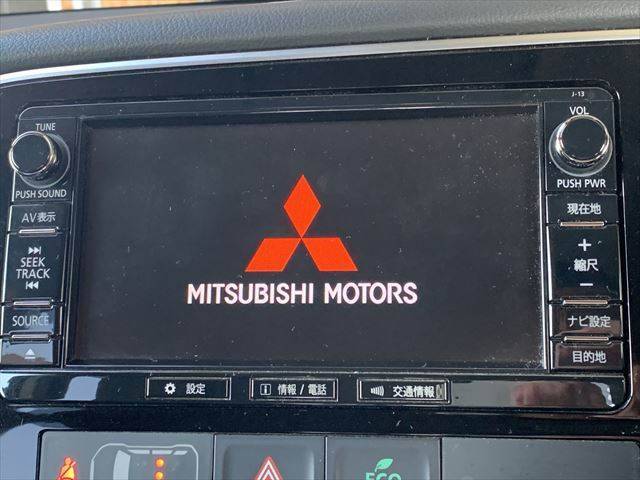 J-13
TUNE
VOL
PUSH SOUND
PUSH PWR
AV表示
現在地
SEEK
TRACK
＋
縮尺
−
MITSUBISHI MOTORS
SOURCE
ナビ設定
目的地
設定
情報 / 電話
交通情報
ECO